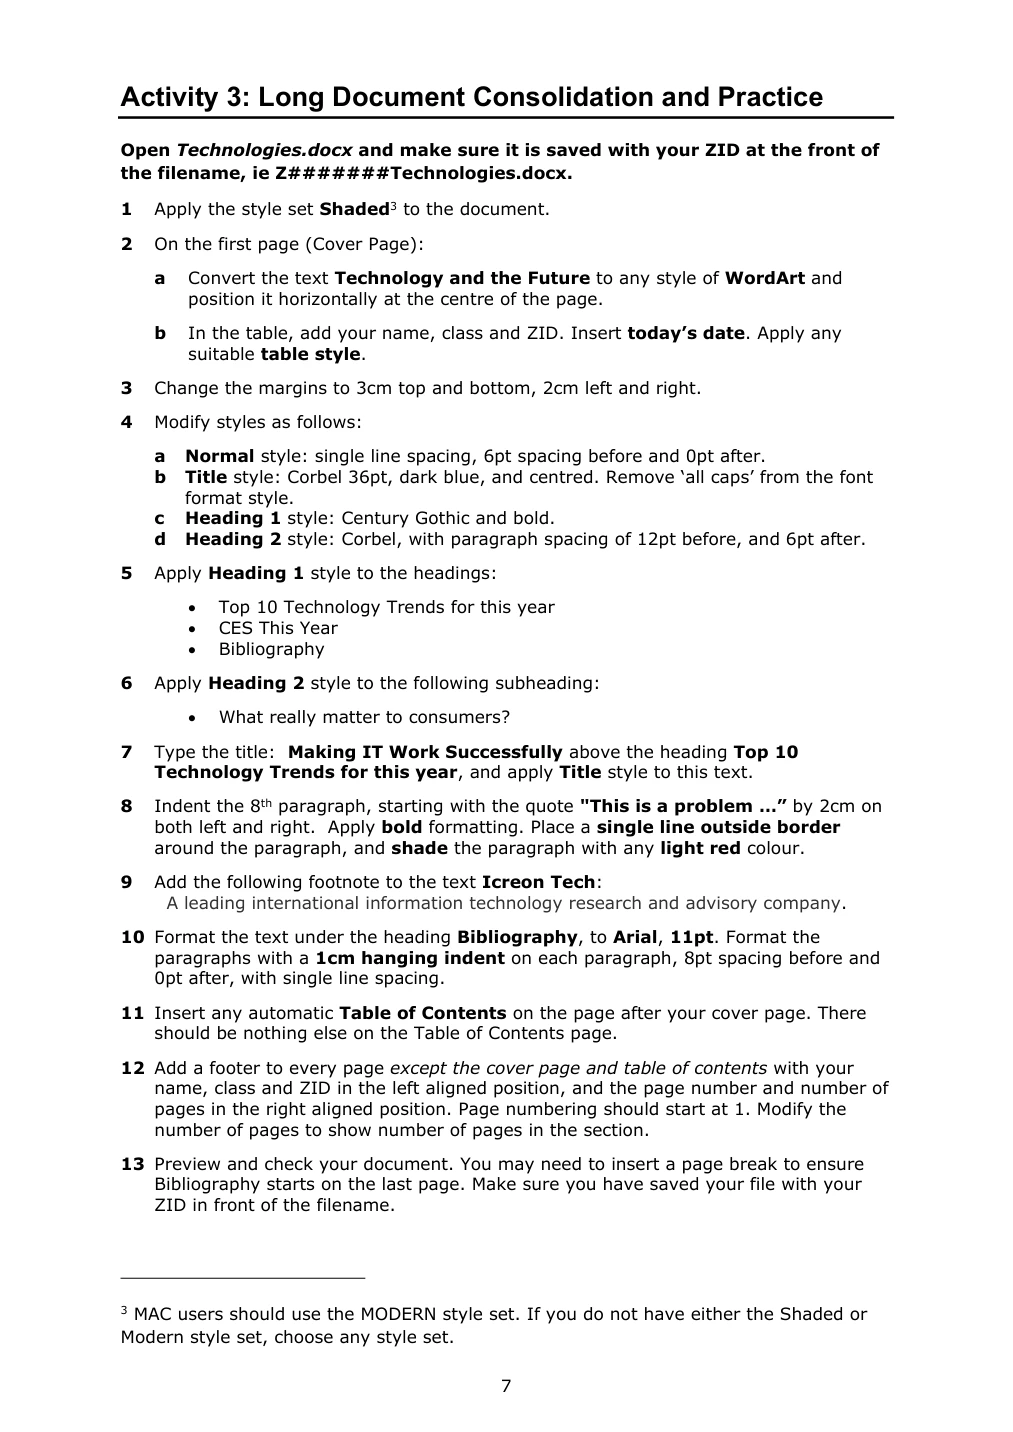 Activity 3: Long Document Consolidation and Practice
Open Technologies.docx and make sure it is saved with your ZID at the front of
the filename, ie Z#######Technologies.docx.
1 Apply the style set Shaded3 to the document.
2 On the first page (Cover Page):
a Convert the text Technology and the Future to any style of WordArt and
position it horizontally at the centre of the page.
b In the table, add your name, class and ZID. Insert today’s date. Apply any
suitable table style.
3 Change the margins to 3cm top and bottom, 2cm left and right.
4 Modify styles as follows:
a Normal style: single line spacing, 6pt spacing before and 0pt after.
b Title style: Corbel 36pt, dark blue, and centred. Remove ‘all caps’ from the font
format style.
c Heading 1 style: Century Gothic and bold.
d Heading 2 style: Corbel, with paragraph spacing of 12pt before, and 6pt after.
5 Apply Heading 1 style to the headings:
• Top 10 Technology Trends for this year
• CES This Year
• Bibliography
6 Apply Heading 2 style to the following subheading:
• What really matter to consumers?
7 Type the title: Making IT Work Successfully above the heading Top 10
Technology Trends for this year, and apply Title style to this text.
8 Indent the 8th paragraph, starting with the quote "This is a problem …” by 2cm on
both left and right. Apply bold formatting. Place a single line outside border
around the paragraph, and shade the paragraph with any light red colour.
9 Add the following footnote to the text Icreon Tech:
A leading international information technology research and advisory company.
10 Format the text under the heading Bibliography, to Arial, 11pt. Format the
paragraphs with a 1cm hanging indent on each paragraph, 8pt spacing before and
0pt after, with single line spacing.
11 Insert any automatic Table of Contents on the page after your cover page. There
should be nothing else on the Table of Contents page.
12 Add a footer to every page except the cover page and table of contents with your
name, class and ZID in the left aligned position, and the page number and number of
pages in the right aligned position. Page numbering should start at 1. Modify the
number of pages to show number of pages in the section.
13 Preview and check your document. You may need to insert a page break to ensure
Bibliography starts on the last page. Make sure you have saved your file with your
ZID in front of the filename.
3 MAC users should use the MODERN style set. If you do not have either the Shaded or
Modern style set, choose any style set.
7